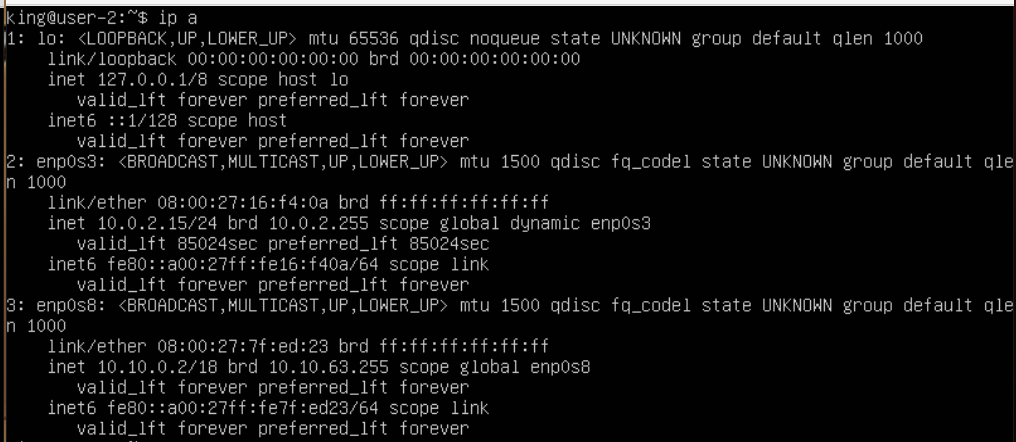 king@user-2:~$ ip a
1: lo: <LOOPBACK,UP,LOWER_UP> mtu 65536 qdisc noqueue state UNKNOWN group default qlen 1000
link/loopback 00:00:00:00:00:00 brd 00:00:00:00:00:00
inet 127.0.0.1/8 scope host lo
valid_lft forever preferred_lft forever
inet6 ::1/128 scope host
valid_lft forever preferred_lft forever
2: enp0s3: <BROADCAST,MULTICAST,UP,LOWER_UP> mtu 1500 qdisc fq_codel state UNKNOWN group default qle
n 1000
link/ether 08:00:27:16:f4:0a brd ff:ff:ff:ff:ff:ff
inet 10.0.2.15/24 brd 10.0.2.255 scope global dynamic enp0s3
valid_lft 85024sec preferred_lft 85024sec
inet6 fe80::a00:27ff:fe16:f40a/64 scope link
valid_lft forever preferred_lft forever
3: enp0s8: <BROADCAST,MULTICAST,UP,LOWER_UP> mtu 1500 qdisc fq_codel state UNKNOWN group default qle
n 1000
link/ether 08:00:27:7f:ed:23 brd ff:ff:ff:ff:ff:ff
inet 10.10.0.2/18 brd 10.10.63.255 scope global enp0s8
valid_lft forever preferred_lft forever
inet6 fe80::a00:27ff:fe7f:ed23/64 scope link
valid_lft forever preferred_lft forever